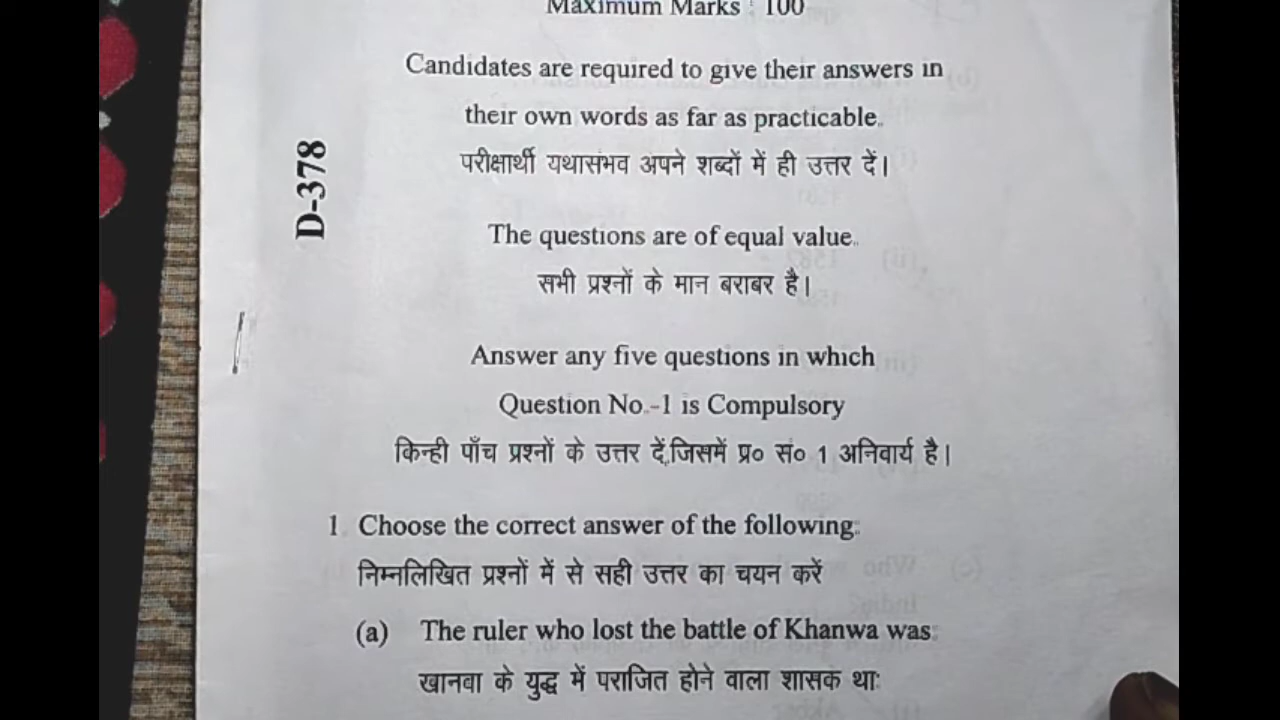 Maximum Marks : 100
Candidates are required to give their answers in
their own words as far as practicable.
परीक्षार्थी यथासंभव अपने शब्दों में ही उत्तर दें।
D-378
The questions are of equal value.
सभी प्रश्नों के मान बराबर है।
Answer any five questions in which
Question No.-1 is Compulsory
किन्ही पाँच प्रश्नों के उत्तर दें,जिसमें प्र० सं० 1 अनिवार्य है।
1. Choose the correct answer of the following:
निम्नलिखित प्रश्नों में से सही उत्तर का चयन करें
(a) The ruler who lost the battle of Khanwa was:
खानवा के युद्ध में पराजित होने वाला शासक थाः